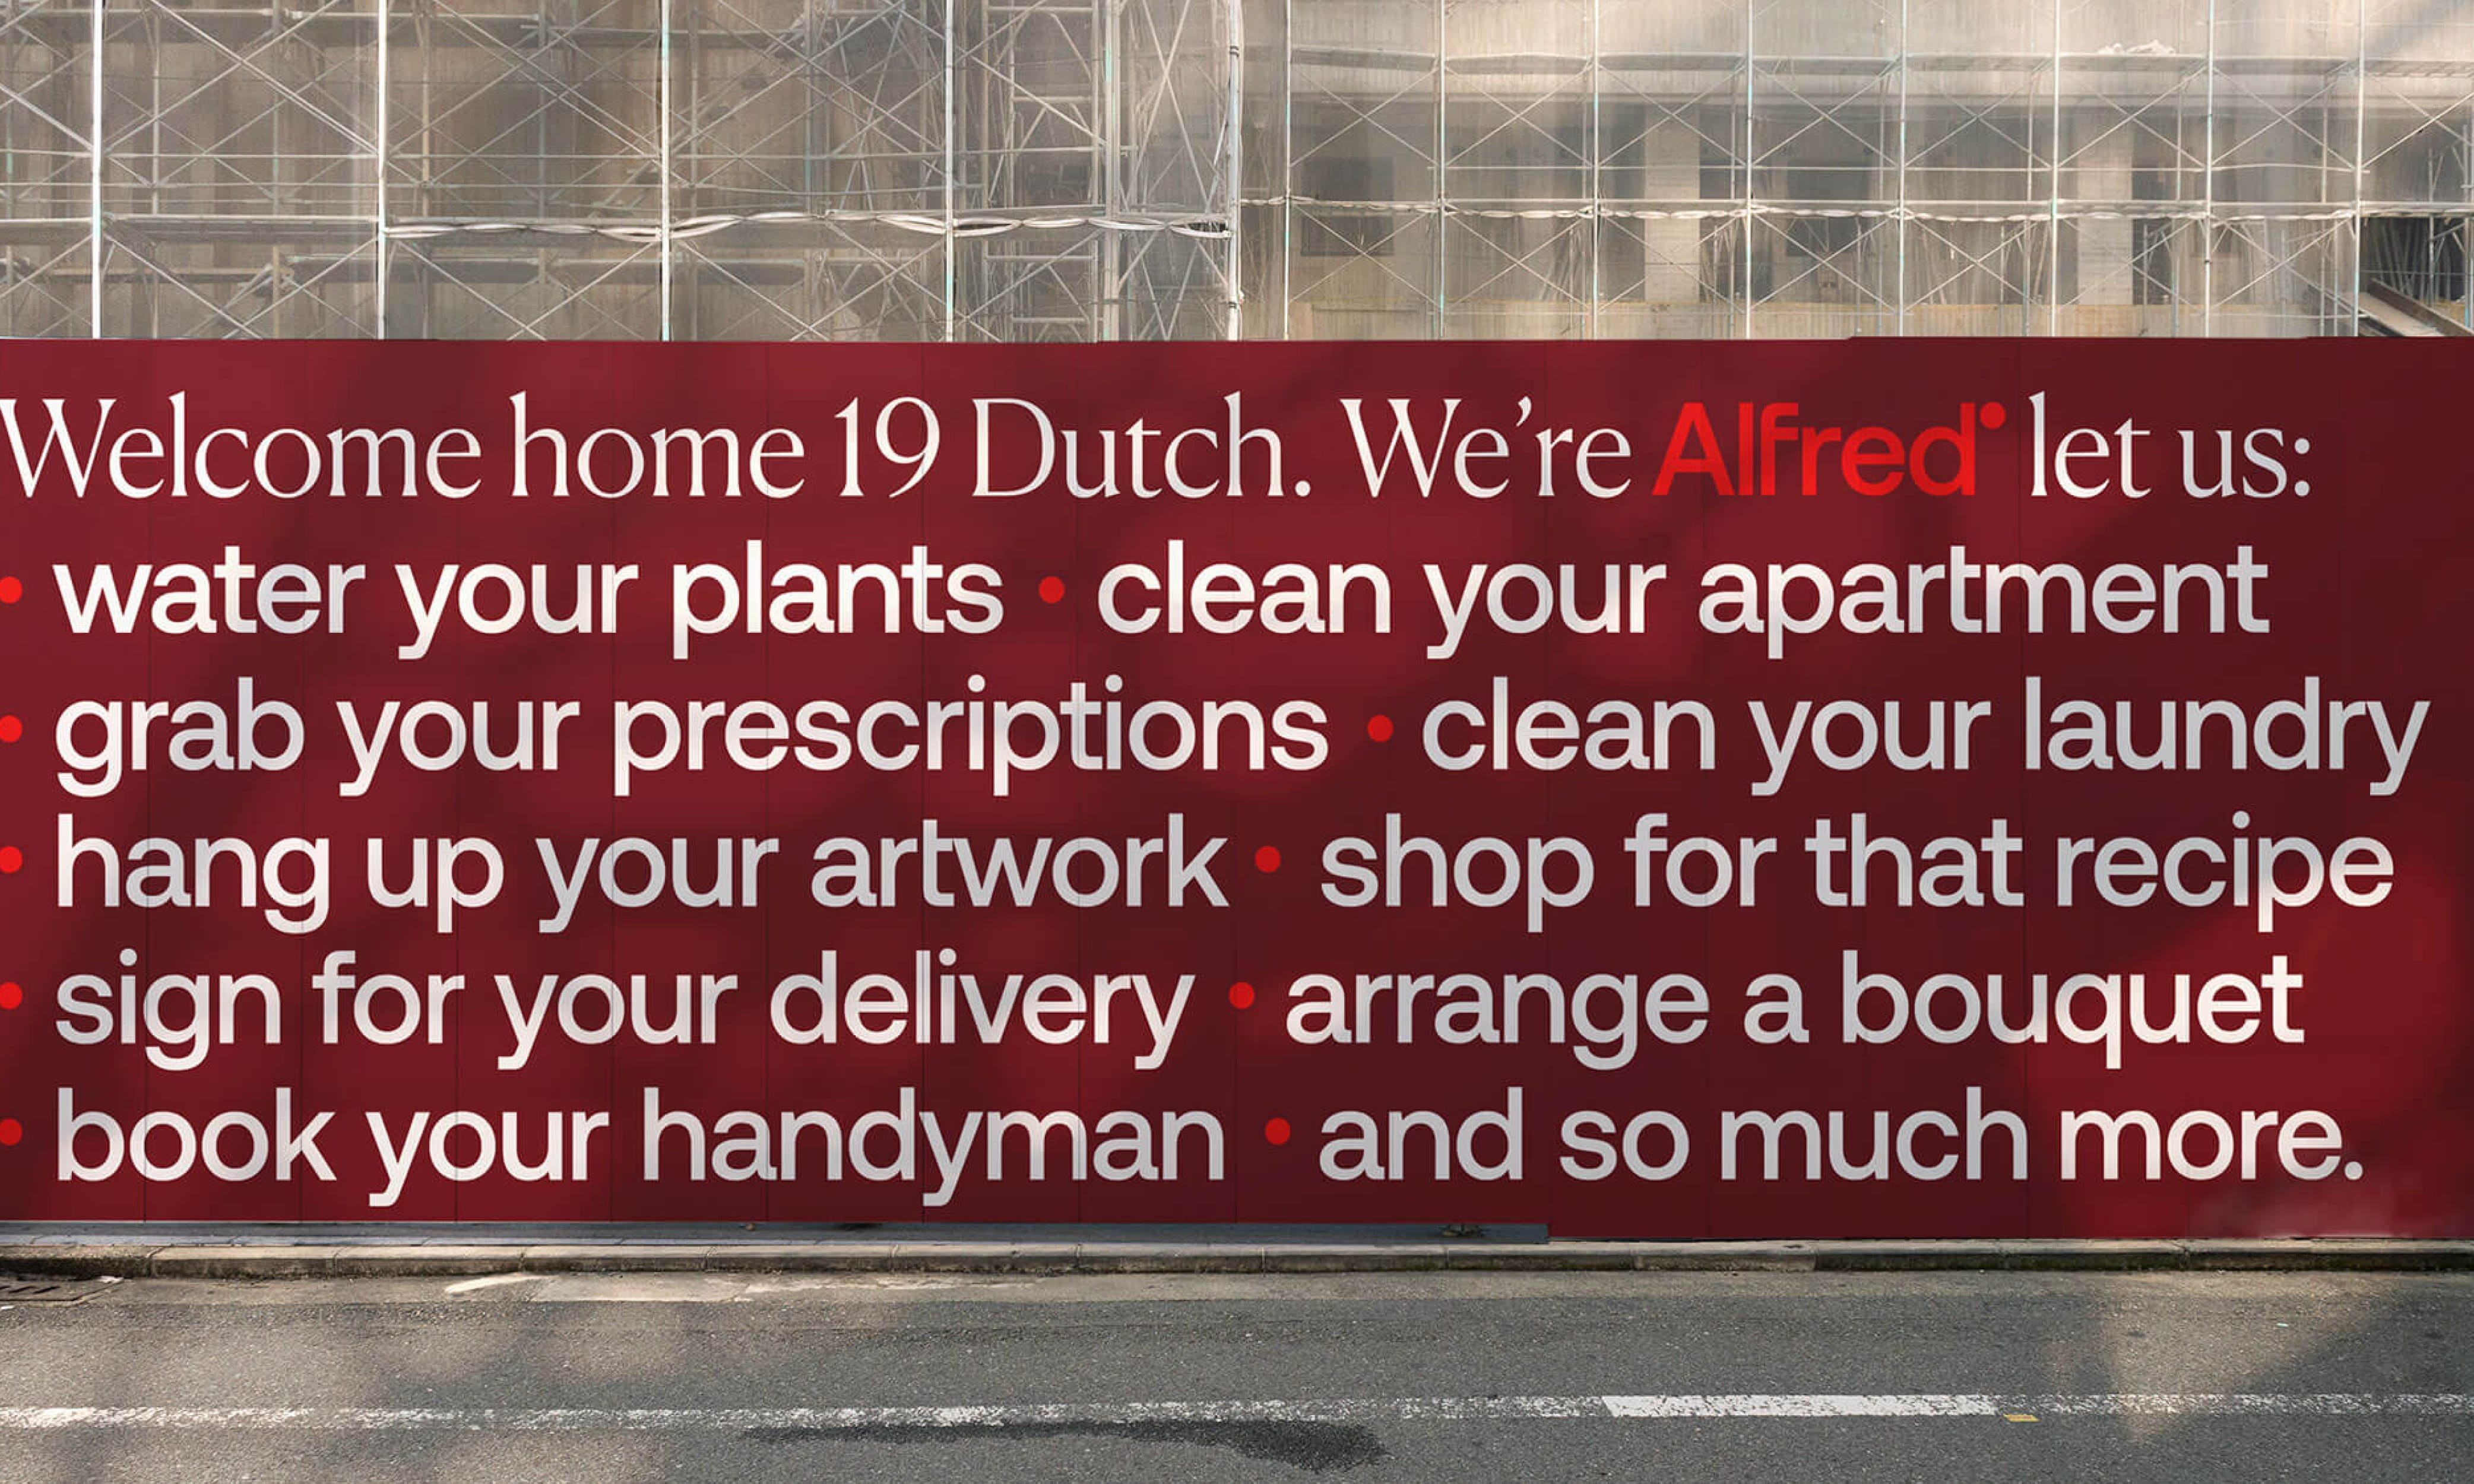 Welcome home 19 Dutch. We’re Alfred• let us:
• water your plants • clean your apartment
• grab your prescriptions • clean your laundry
• hang up your artwork • shop for that recipe
• sign for your delivery • arrange a bouquet
• book your handyman • and so much more.